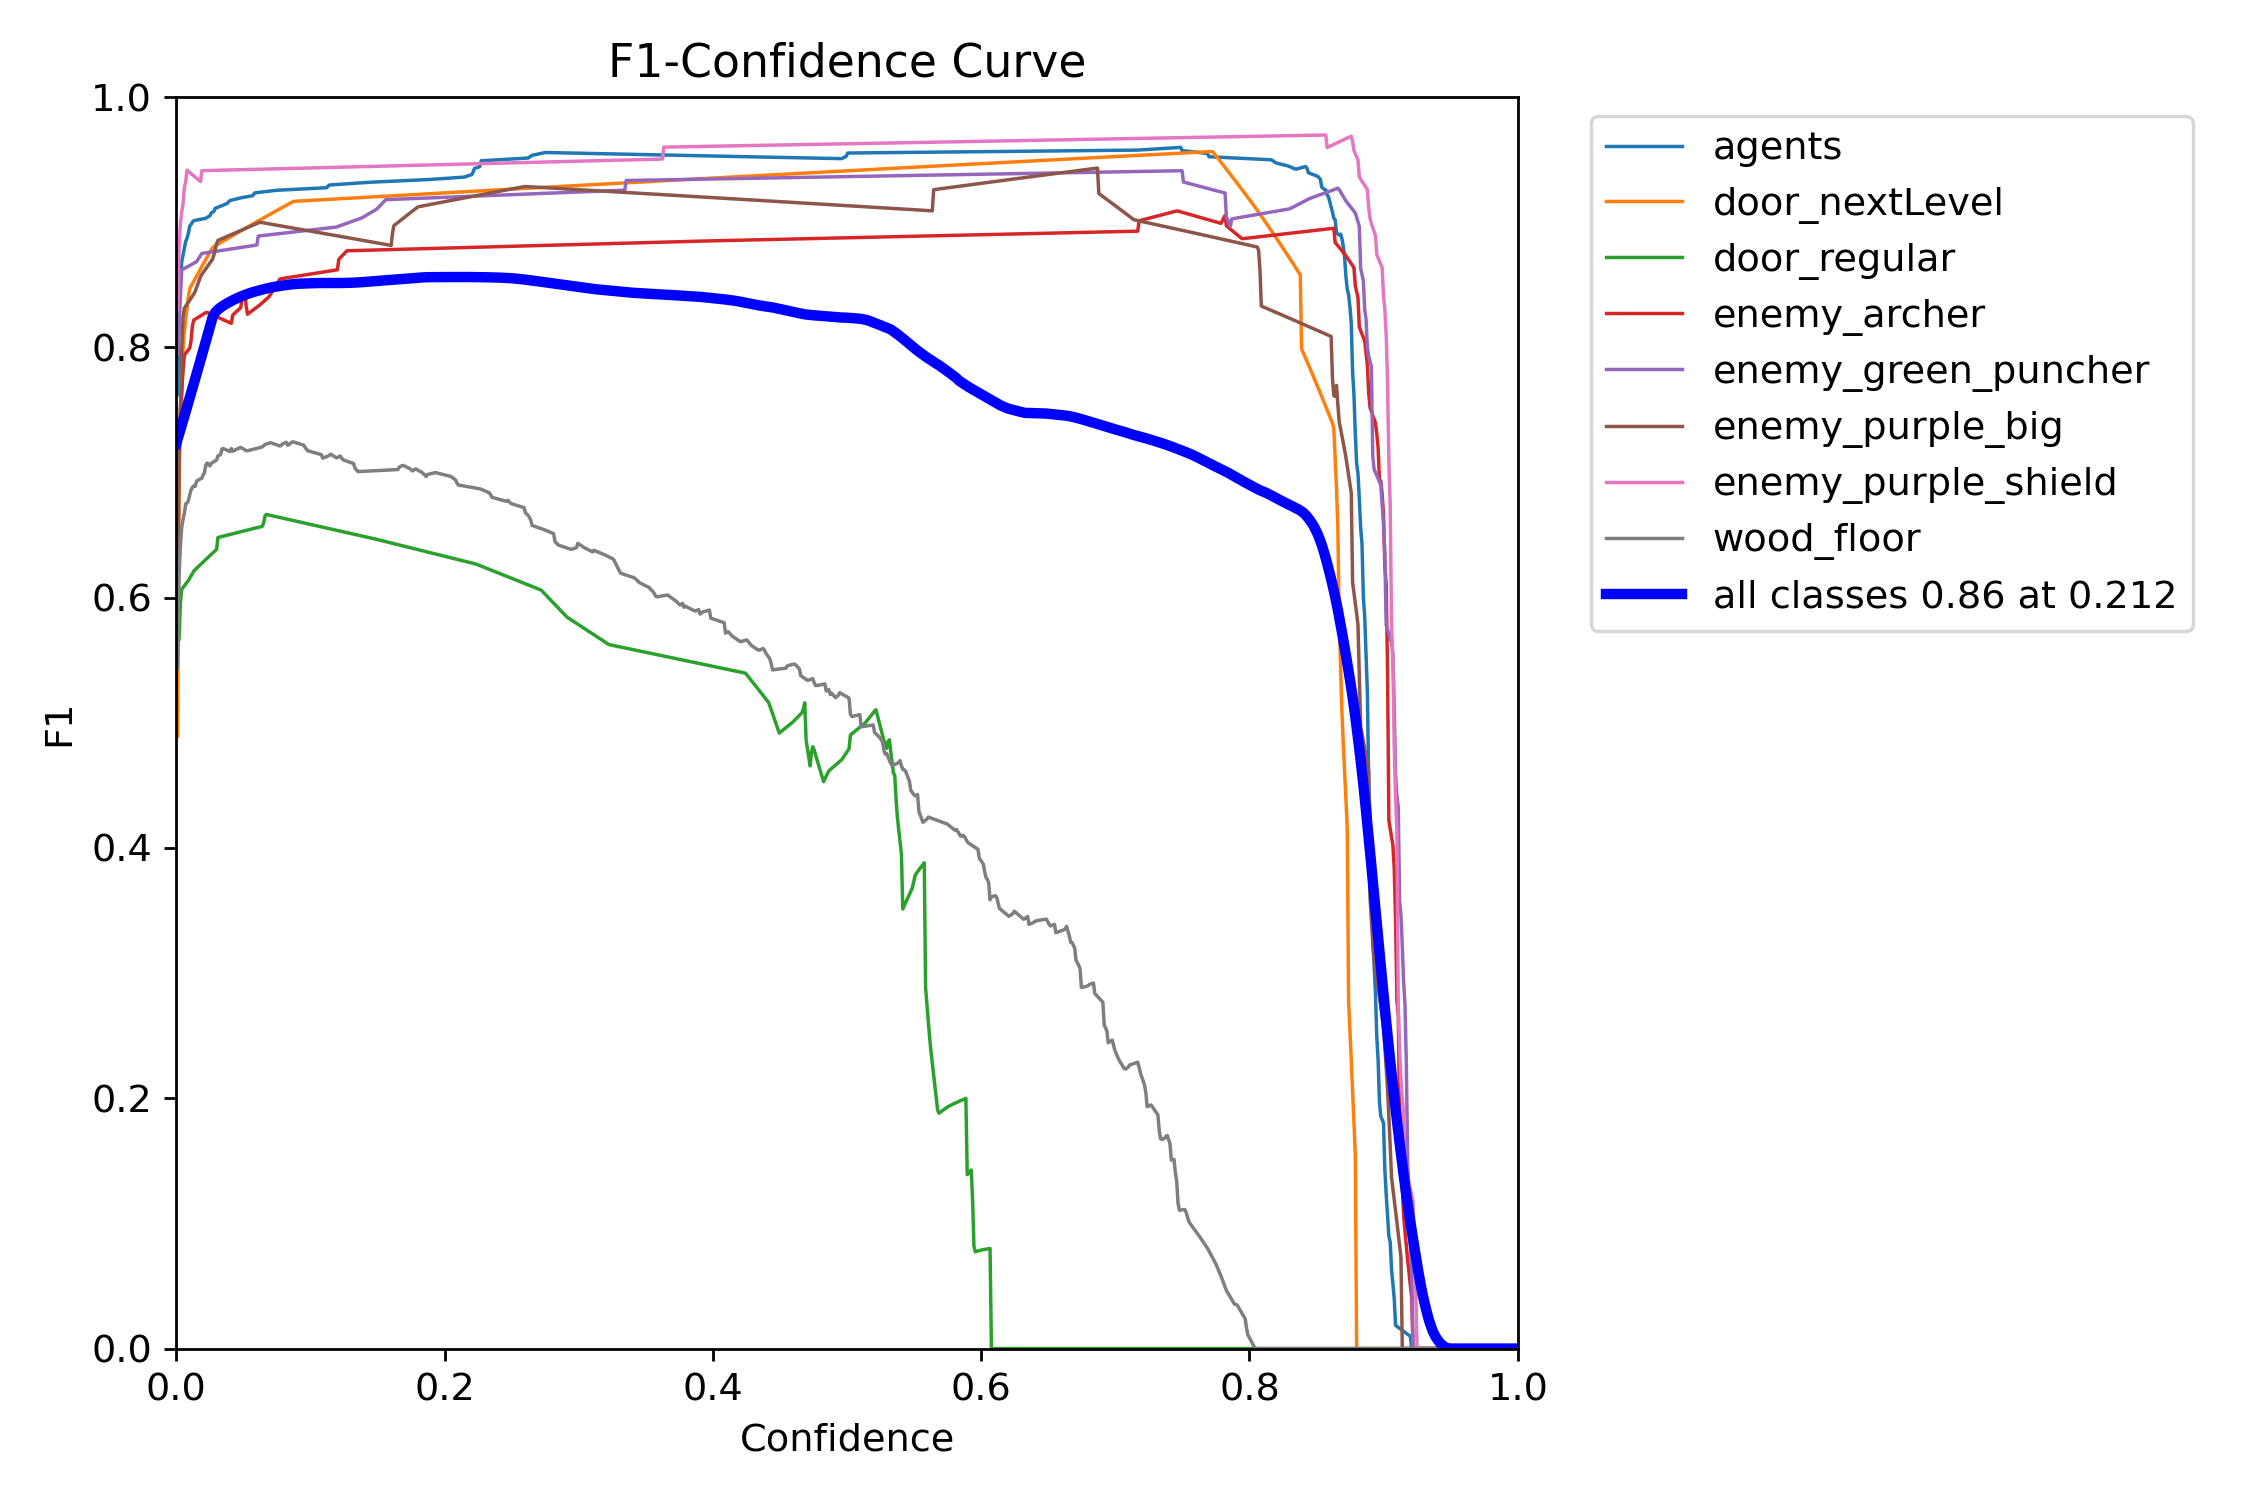 F1-Confidence Curve
1.0
0.8
0.6
0.4
0.2
0.0
F1
0.0 0.2 0.4 0.6 0.8 1.0
Confidence
agents
door_nextLevel
door_regular
enemy_archer
enemy_green_puncher
enemy_purple_big
enemy_purple_shield
wood_floor
all classes 0.86 at 0.212